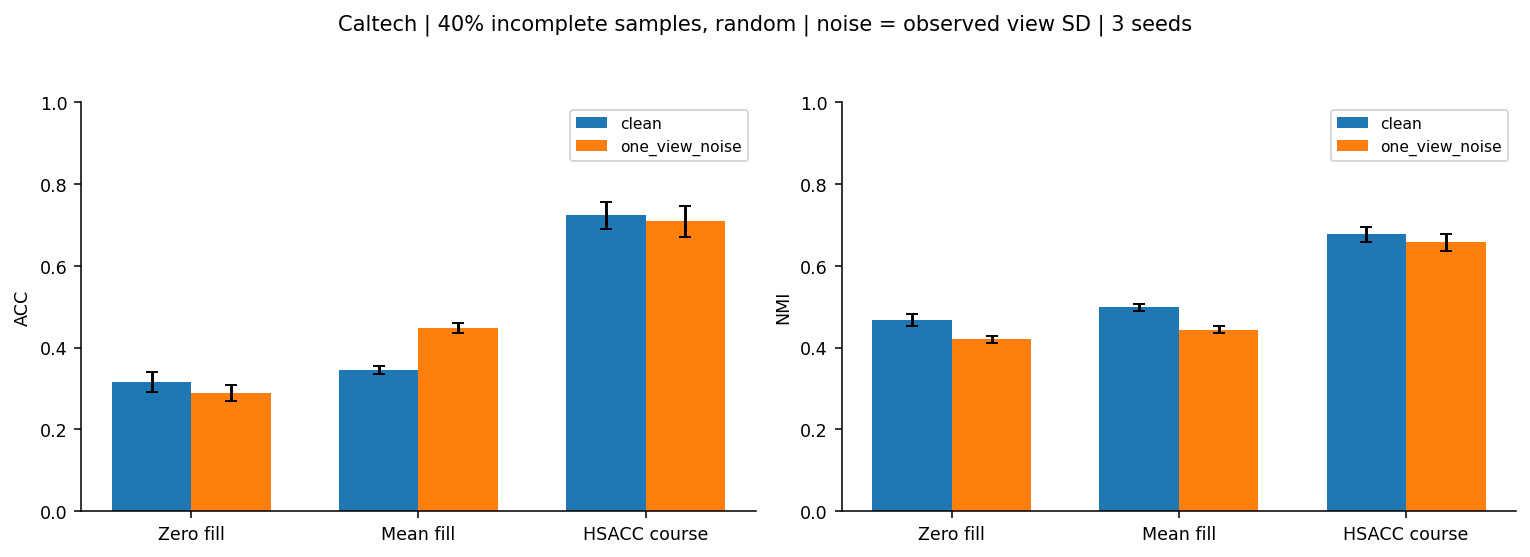 Caltech | 40% incomplete samples, random | noise = observed view SD | 3 seeds
ACC
1.0
0.8
0.6
0.4
0.2
0.0
clean
one_view_noise
Zero fill
Mean fill
HSACC course
NMI
1.0
0.8
0.6
0.4
0.2
0.0
clean
one_view_noise
Zero fill
Mean fill
HSACC course